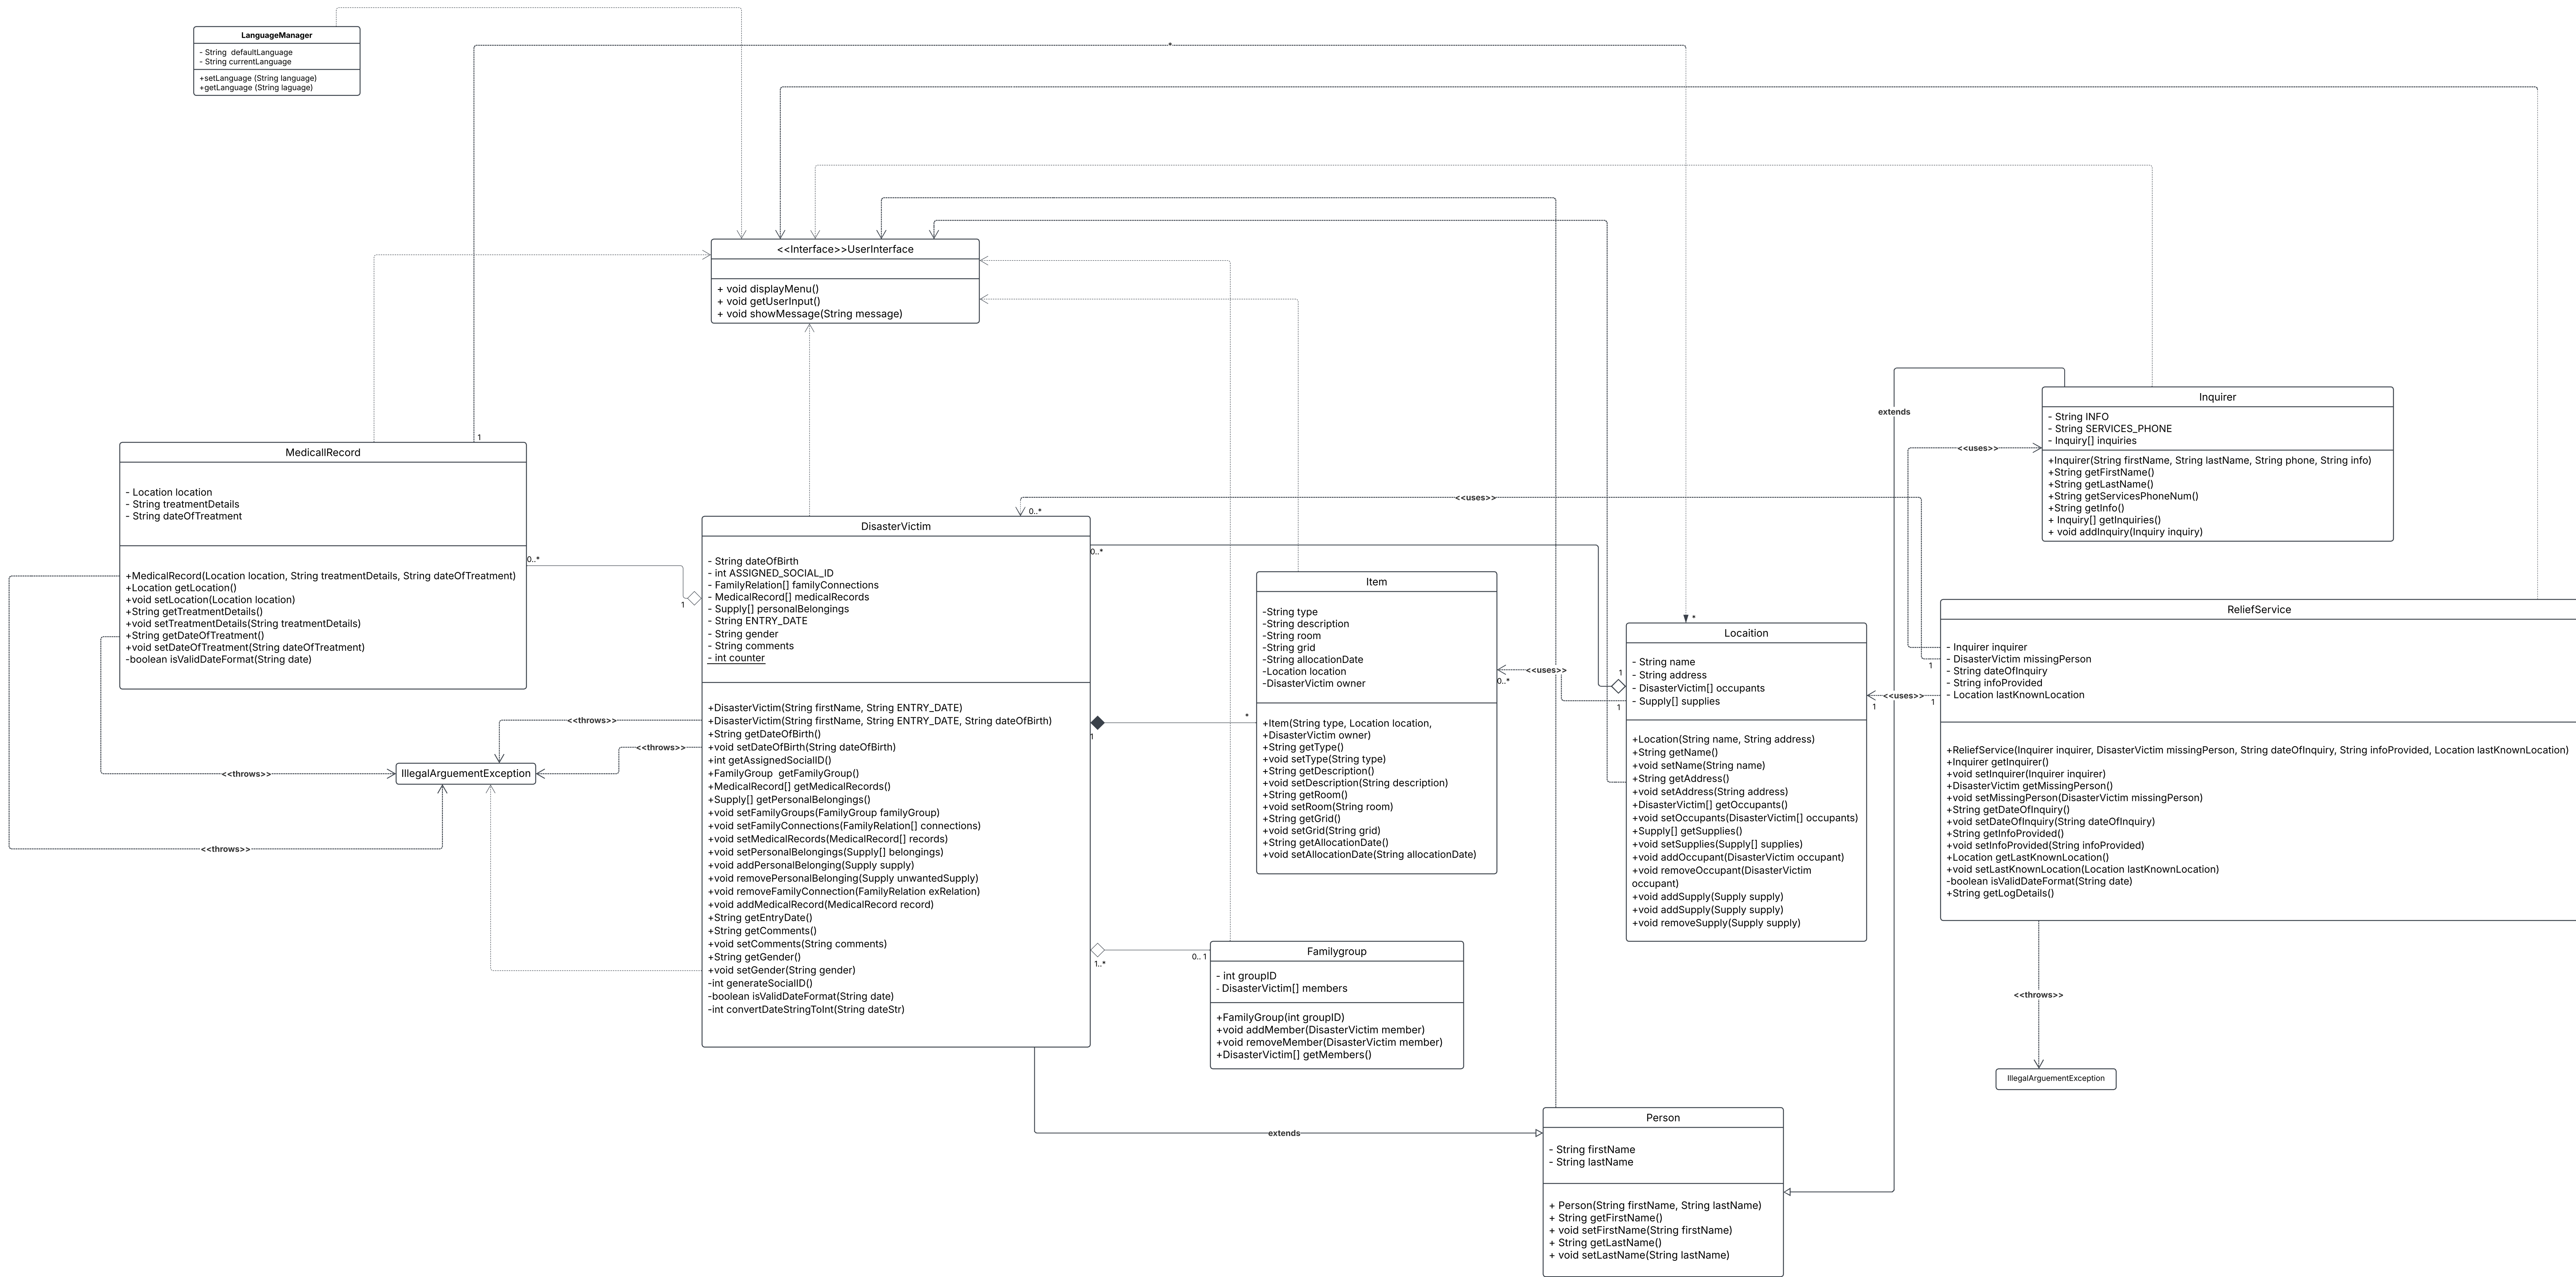 LanguageManager
- String  defaultLanguage
- String currentLanguage
+setLanguage (String language)
+getLanguage (String laguage)
*
<<Interface>>UserInterface
+ void displayMenu()
+ void getUserInput()
+ void showMessage(String message)
extends
Inquirer
- String INFO
- String SERVICES_PHONE
- Inquiry[] inquiries
+Inquirer(String firstName, String lastName, String phone, String info)
+String getFirstName()
+String getLastName()
+String getServicesPhoneNum()
+String getInfo()
+ Inquiry[] getInquiries()
+ void addInquiry(Inquiry inquiry)
<<uses>>
1
MedicallRecord
- Location location
- String treatmentDetails
- String dateOfTreatment
+MedicalRecord(Location location, String treatmentDetails, String dateOfTreatment)
+Location getLocation()
+void setLocation(Location location)
+String getTreatmentDetails()
+void setTreatmentDetails(String treatmentDetails)
+String getDateOfTreatment()
+void setDateOfTreatment(String dateOfTreatment)
-boolean isValidDateFormat(String date)
0..*
1
<<uses>>
0..*
DisasterVictim
- String dateOfBirth
- int ASSIGNED_SOCIAL_ID
- FamilyRelation[] familyConnections
- MedicalRecord[] medicalRecords
- Supply[] personalBelongings
- String ENTRY_DATE
- String gender
- String comments
- int counter
+DisasterVictim(String firstName, String ENTRY_DATE)
+DisasterVictim(String firstName, String ENTRY_DATE, String dateOfBirth)
+String getDateOfBirth()
+void setDateOfBirth(String dateOfBirth)
+int getAssignedSocialID()
+FamilyGroup  getFamilyGroup()
+MedicalRecord[] getMedicalRecords()
+Supply[] getPersonalBelongings()
+void setFamilyGroups(FamilyGroup familyGroup)
+void setFamilyConnections(FamilyRelation[] connections)
+void setMedicalRecords(MedicalRecord[] records)
+void setPersonalBelongings(Supply[] belongings)
+void addPersonalBelonging(Supply supply)
+void removePersonalBelonging(Supply unwantedSupply)
+void removeFamilyConnection(FamilyRelation exRelation)
+void addMedicalRecord(MedicalRecord record)
+String getEntryDate()
+String getComments()
+void setComments(String comments)
+String getGender()
+void setGender(String gender)
-int generateSocialID()
-boolean isValidDateFormat(String date)
-int convertDateStringToInt(String dateStr)
0..*
1
*
1..*
0.. 1
<<throws>>
<<throws>>
<<throws>>
<<throws>>
IllegalArguementException
Item
-String type
-String description
-String room
-String grid
-String allocationDate
-Location location
-DisasterVictim owner
+Item(String type, Location location,
+DisasterVictim owner)
+String getType()
+void setType(String type)
+String getDescription()
+void setDescription(String description)
+String getRoom()
+void setRoom(String room)
+String getGrid()
+void setGrid(String grid)
+String getAllocationDate()
+void setAllocationDate(String allocationDate)
<<uses>>
0..*
1
1
*
Locaition
- String name
- String address
- DisasterVictim[] occupants
- Supply[] supplies
+Location(String name, String address)
+String getName()
+void setName(String name)
+String getAddress()
+void setAddress(String address)
+DisasterVictim[] getOccupants()
+void setOccupants(DisasterVictim[] occupants)
+Supply[] getSupplies()
+void setSupplies(Supply[] supplies)
+void addOccupant(DisasterVictim occupant)
+void removeOccupant(DisasterVictim
occupant)
+void addSupply(Supply supply)
+void addSupply(Supply supply)
+void removeSupply(Supply supply)
1
<<uses>>
1
1
ReliefService
- Inquirer inquirer
- DisasterVictim missingPerson
- String dateOfInquiry
- String infoProvided
- Location lastKnownLocation
+ReliefService(Inquirer inquirer, DisasterVictim missingPerson, String dateOfInquiry, String infoProvided, Location lastKnownLocation)
+Inquirer getInquirer()
+void setInquirer(Inquirer inquirer)
+DisasterVictim getMissingPerson()
+void setMissingPerson(DisasterVictim missingPerson)
+String getDateOfInquiry()
+void setDateOfInquiry(String dateOfInquiry)
+String getInfoProvided()
+void setInfoProvided(String infoProvided)
+Location getLastKnownLocation()
+void setLastKnownLocation(Location lastKnownLocation)
-boolean isValidDateFormat(String date)
+String getLogDetails()
<<throws>>
IllegalArguementException
Familygroup
- int groupID
- DisasterVictim[] members
+FamilyGroup(int groupID)
+void addMember(DisasterVictim member)
+void removeMember(DisasterVictim member)
+DisasterVictim[] getMembers()
extends
Person
- String firstName
- String lastName
+ Person(String firstName, String lastName)
+ String getFirstName()
+ void setFirstName(String firstName)
+ String getLastName()
+ void setLastName(String lastName)